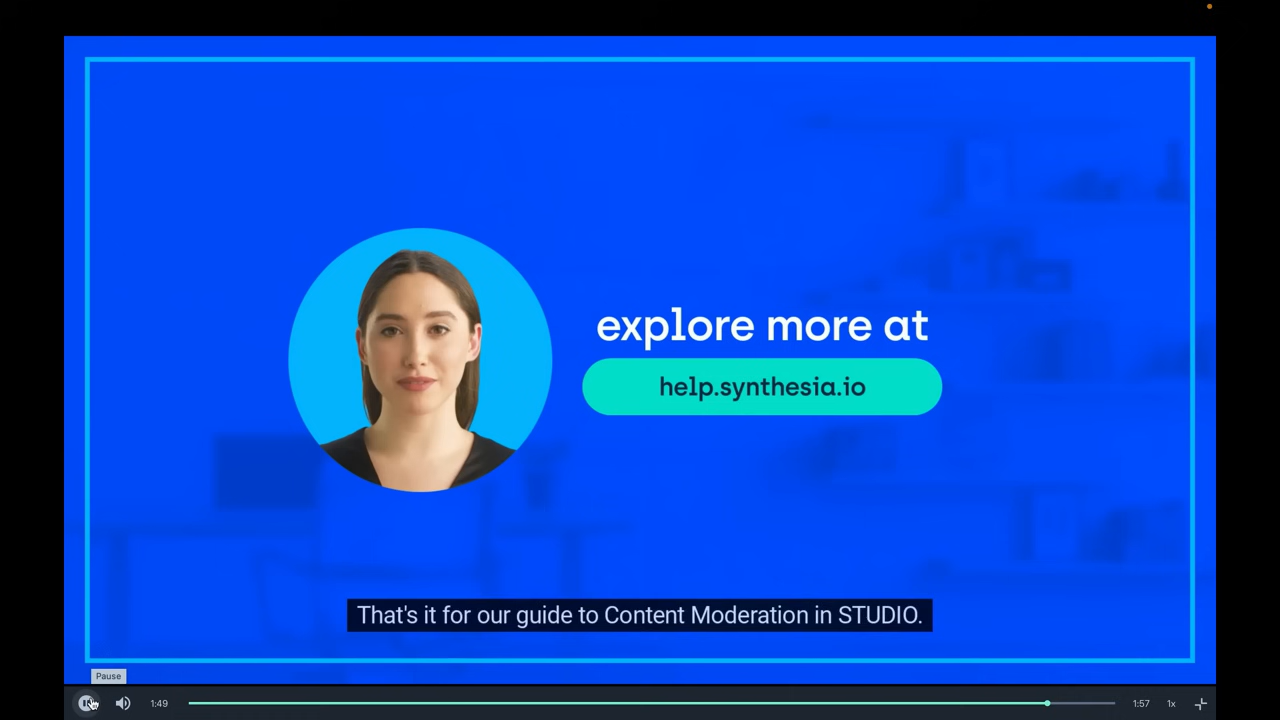 explore more at
help.synthesia.io
That's it for our guide to Content Moderation in STUDIO.
Pause
1:49
1:57
1x